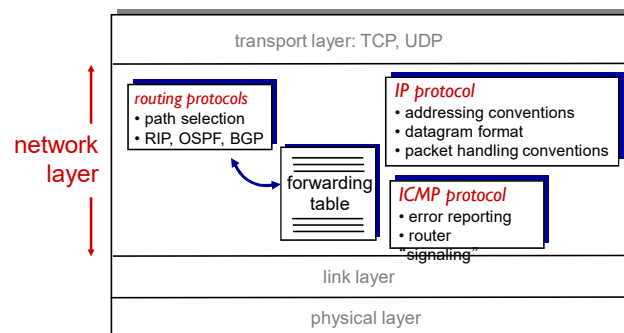 transport layer: TCP, UDP
network
layer
routing protocols
• path selection
• RIP, OSPF, BGP
forwarding
table
IP protocol
• addressing conventions
• datagram format
• packet handling conventions
ICMP protocol
• error reporting
• router
“signaling”
link layer
physical layer